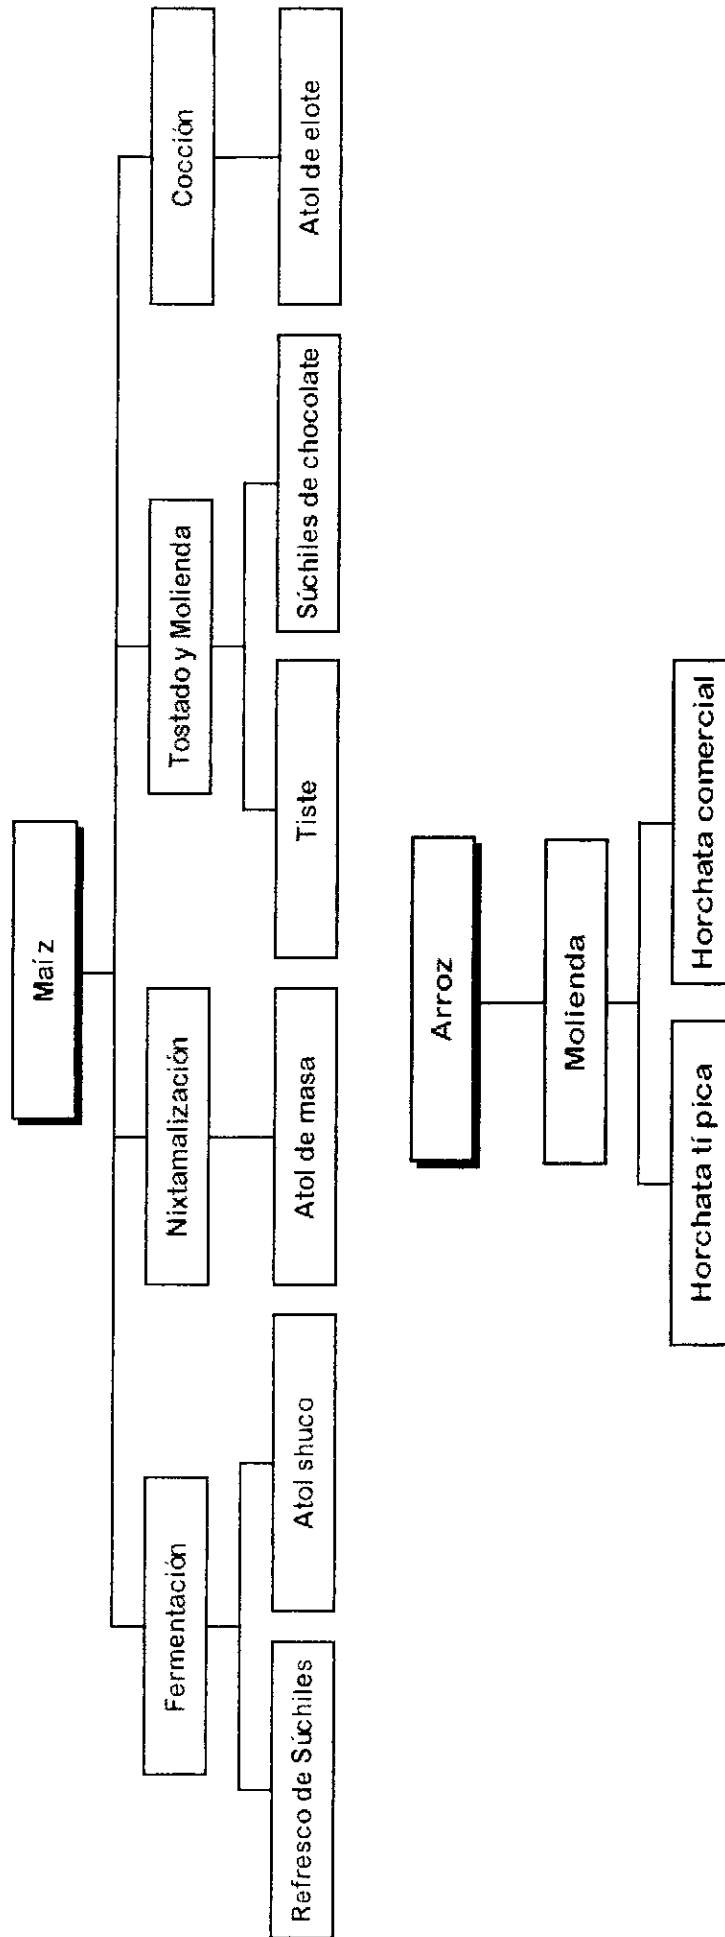 Maíz
Fermentación
Nixtamalización
Tostado y Molienda
Cocción
Refresco de Súchiles
Atol shuco
Atol de masa
Tiste
Súchiles de chocolate
Atol de elote
Arroz
Molienda
Horchata típica
Horchata comercial